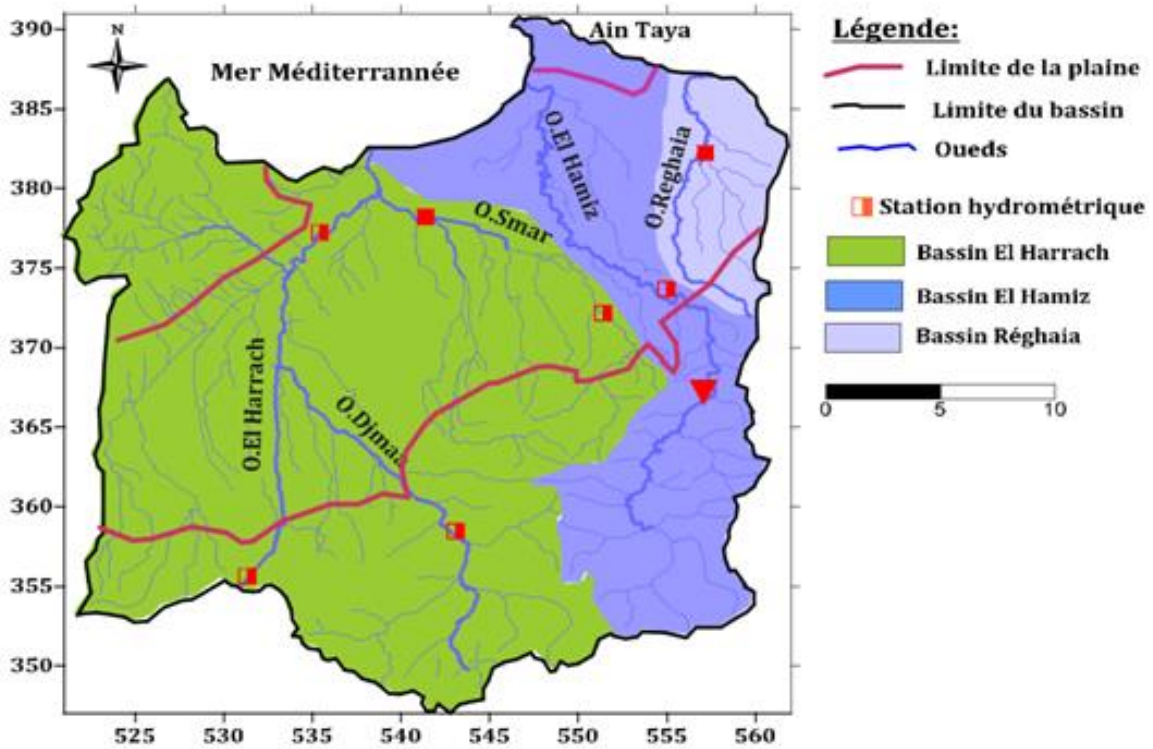 390
385
380
375
370
365
360
355
350
525
530
535
540
545
550
555
560
N
Mer Méditerrannée
Ain Taya
O.El Hamiz
O.Reghaia
O.Smar
O.El Harrach
O.Djmaa
Légende:
Limite de la plaine
Limite du bassin
Oueds
Station hydrométrique
Bassin El Harrach
Bassin El Hamiz
Bassin Réghaia
0 5 10